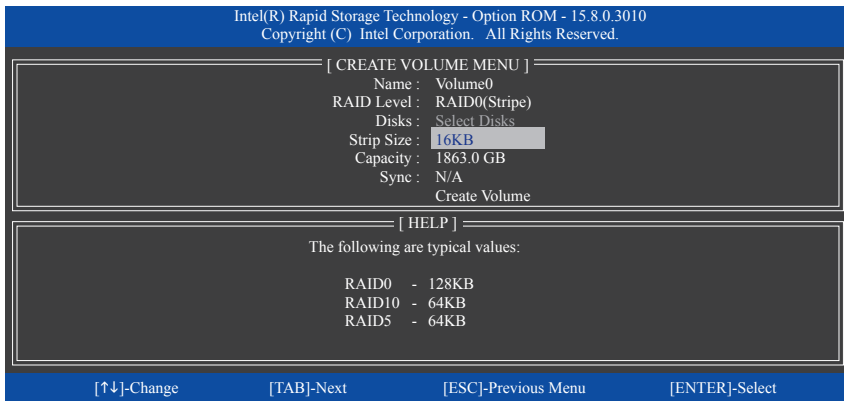 Intel(R) Rapid Storage Technology - Option ROM - 15.8.0.3010
Copyright (C) Intel Corporation. All Rights Reserved.
[ CREATE VOLUME MENU ]
Name : Volume0
RAID Level : RAID0(Stripe)
Disks : Select Disks
Strip Size : 16KB
Capacity : 1863.0 GB
Sync : N/A
Create Volume
[ HELP ]
The following are typical values:
RAID0 - 128KB
RAID10 - 64KB
RAID5 - 64KB
[↑↓]-Change [TAB]-Next [ESC]-Previous Menu [ENTER]-Select